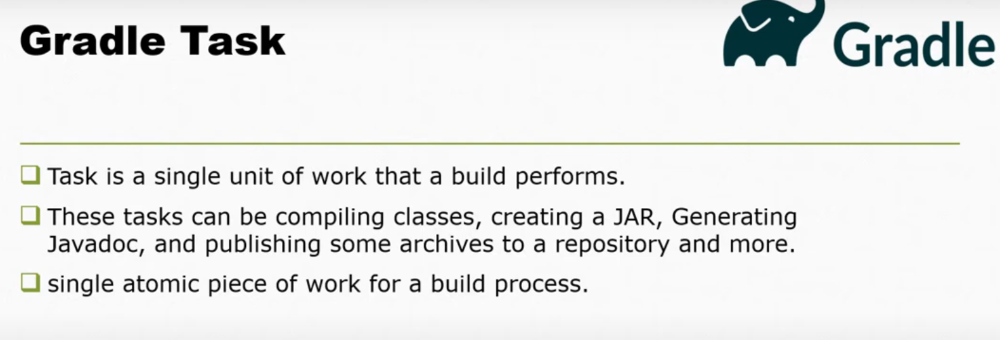 Gradle Task
Gradle
Task is a single unit of work that a build performs.
These tasks can be compiling classes, creating a JAR, Generating
Javadoc, and publishing some archives to a repository and more.
single atomic piece of work for a build process.